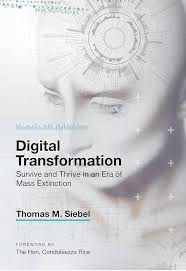 Digital
Transformation
Survive and Thrive in an Era of
Mass Extinction
Thomas M. Siebel
FOREWORD BY
The Hon. Condoleezza Rice